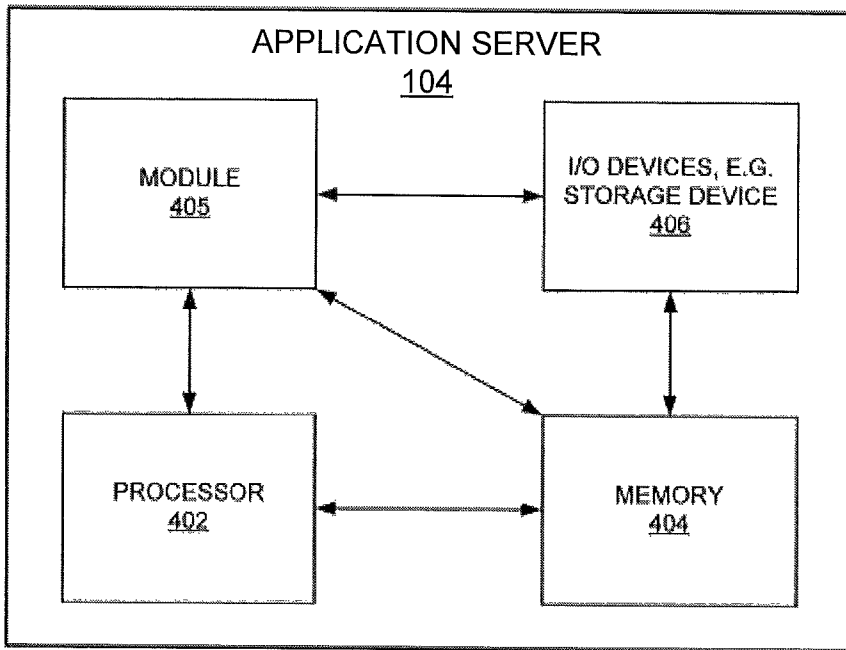 APPLICATION SERVER
104
MODULE
405
I/O DEVICES, E.G.
STORAGE DEVICE
406
PROCESSOR
402
MEMORY
404